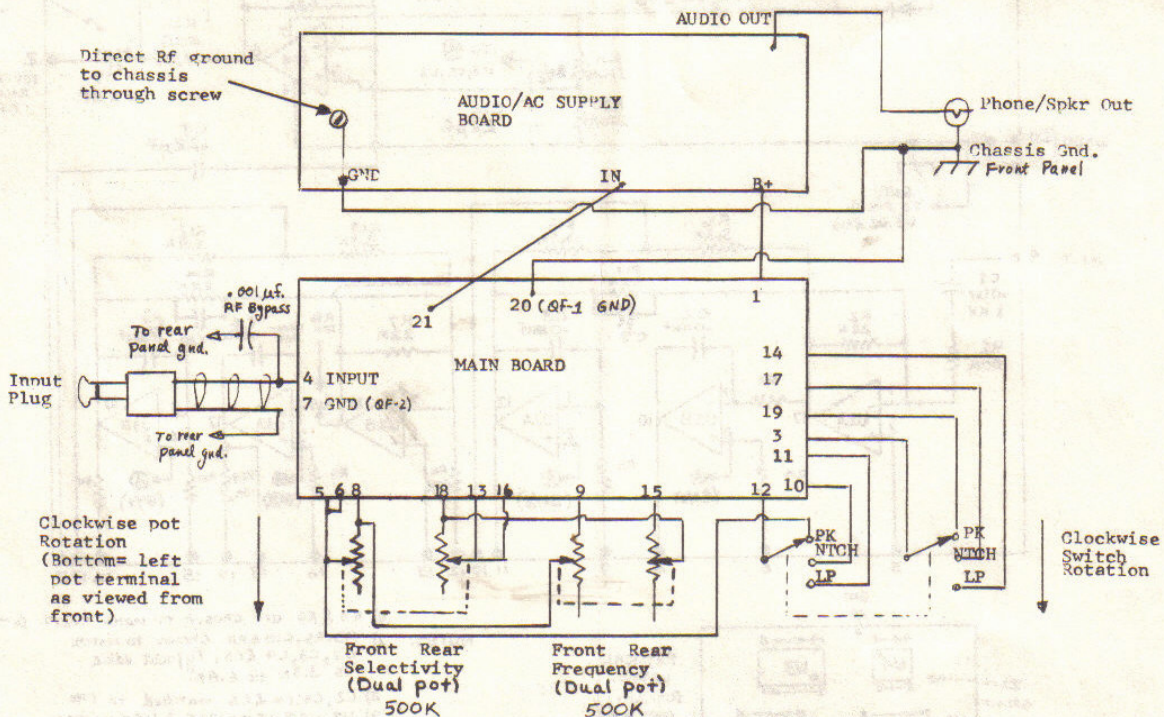 AUDIO OUT
Direct Rf ground
to chassis
through screw
AUDIO/AC SUPPLY
BOARD
Phone/Spkr Out
Chassis Gnd.
Front Panel
GND
IN
B+
.001µf.
RF Bypass
To rear
panel gnd.
21
20 (QF-1 GND)
1
MAIN BOARD
Input
Plug
4 INPUT
7 GND (QF-2)
To rear
panel gnd.
14
17
19
3
11
10
5 6 8 18 13 16 9 15 12
Clockwise pot
Rotation
(Bottom= left
pot terminal
as viewed from
front)
PK
NTCH
LP
PK
NTCH
LP
Clockwise
Switch
Rotation
Front Rear
Selectivity
(Dual pot)
500K
Front Rear
Frequency
(Dual pot)
500K